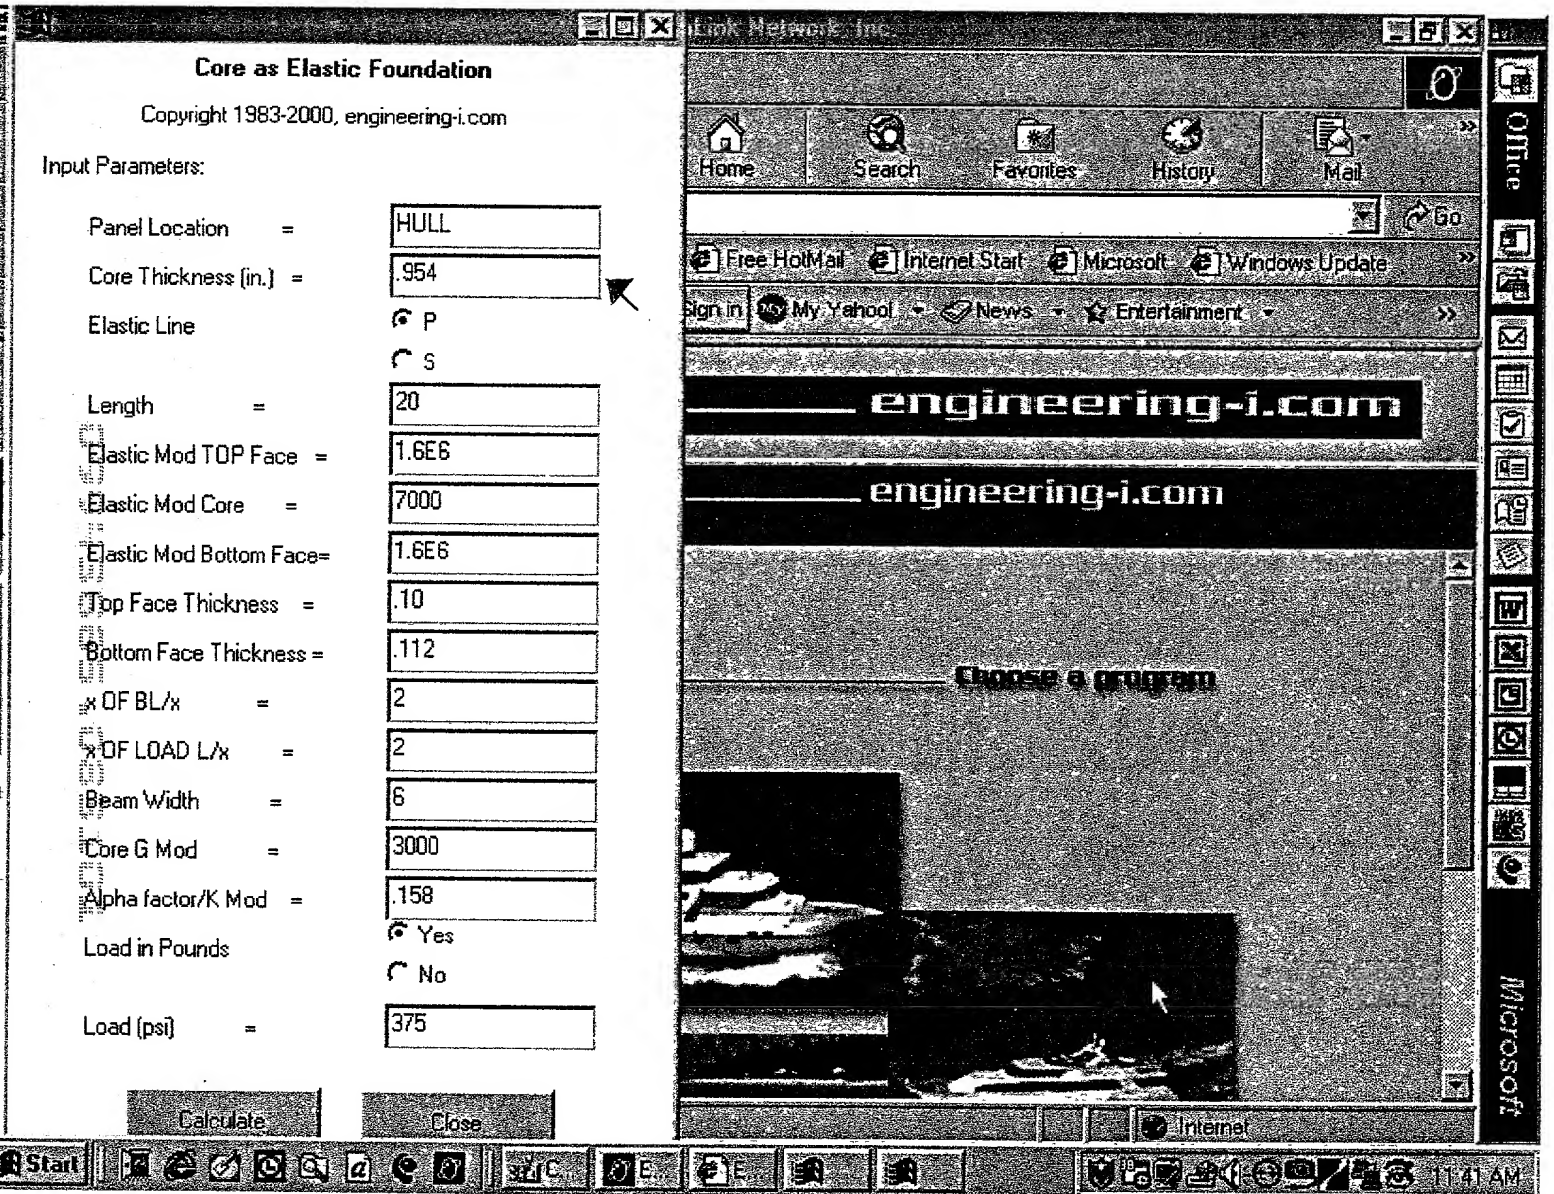 Link Network, Inc.
Core as Elastic Foundation
Copyright 1983-2000, engineering-i.com
Input Parameters:
Panel Location = HULL
Core Thickness (in.) = .954
Elastic Line P
S
Length = 20
Elastic Mod TOP Face = 1.6E6
Elastic Mod Core = 7000
Elastic Mod Bottom Face= 1.6E6
Top Face Thickness = .10
Bottom Face Thickness = .112
x OF BL/x = 2
x OF LOAD L/x = 2
Beam Width = 6
Core G Mod = 3000
Alpha factor/K Mod = .158
Load in Pounds Yes
No
Load (psi) = 375
Calculate Close
Home Search Favorites History Mail
Go
Free HotMail Internet Start Microsoft Windows Update
Sign in My Yahoo! News Entertainment
engineering-i.com
engineering-i.com
Choose a program
Internet
Office
Microsoft
Start C... E... E... 11:41 AM